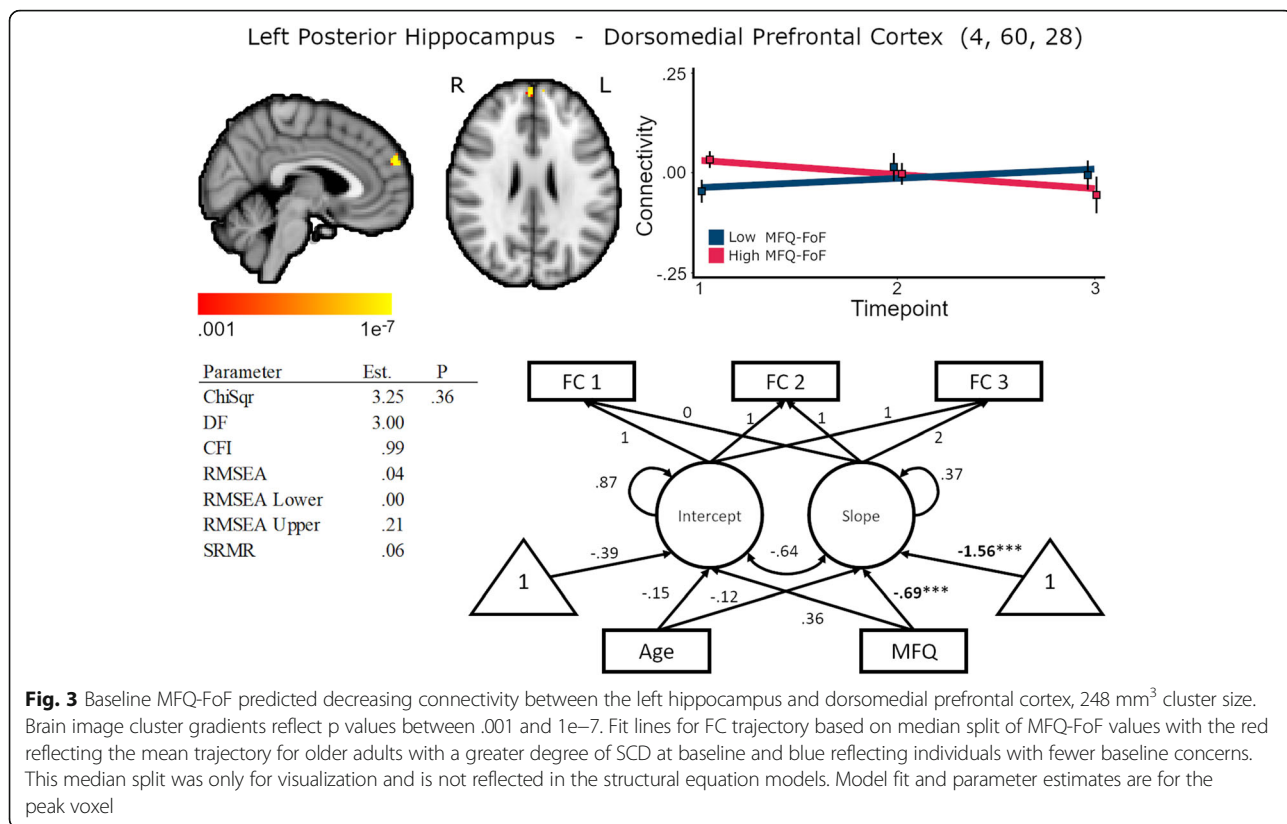 Left Posterior Hippocampus - Dorsomedial Prefrontal Cortex (4, 60, 28)
R L
.001 1e-7
.25
.00
-.25
Connectivity
Low MFQ-FoF
High MFQ-FoF
1 2 3
Timepoint
Parameter Est. P
ChiSqr 3.25 .36
DF 3.00
CFI .99
RMSEA .04
RMSEA Lower .00
RMSEA Upper .21
SRMR .06
FC 1 FC 2 FC 3
0 1 1 1
1 2
.87 .37
Intercept Slope
-.39 -.64 -1.56***
1 1
-.15 -.12 -.69***
.36
Age MFQ
Fig. 3 Baseline MFQ-FoF predicted decreasing connectivity between the left hippocampus and dorsomedial prefrontal cortex, 248 mm³ cluster size.
Brain image cluster gradients reflect p values between .001 and 1e–7. Fit lines for FC trajectory based on median split of MFQ-FoF values with the red
reflecting the mean trajectory for older adults with a greater degree of SCD at baseline and blue reflecting individuals with fewer baseline concerns.
This median split was only for visualization and is not reflected in the structural equation models. Model fit and parameter estimates are for the
peak voxel